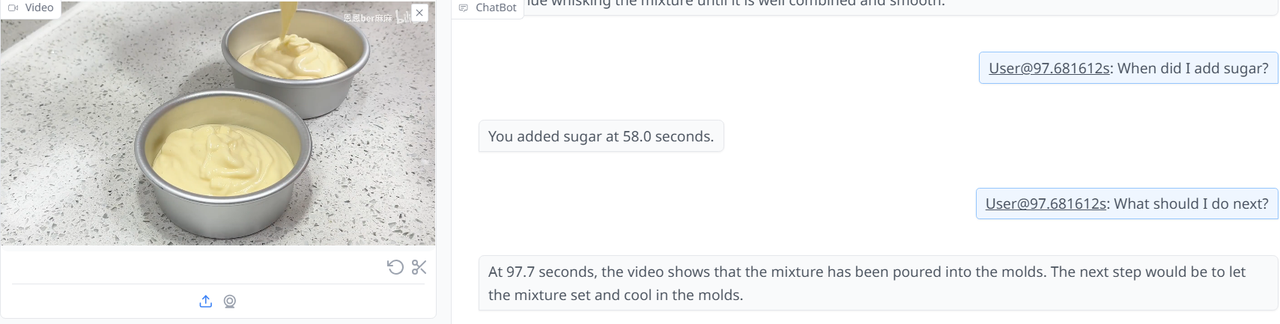 Video
ChatBot
ide whisking the mixture until it is well combined and smooth.
User@97.681612s: When did I add sugar?
You added sugar at 58.0 seconds.
User@97.681612s: What should I do next?
At 97.7 seconds, the video shows that the mixture has been poured into the molds. The next step would be to let
the mixture set and cool in the molds.